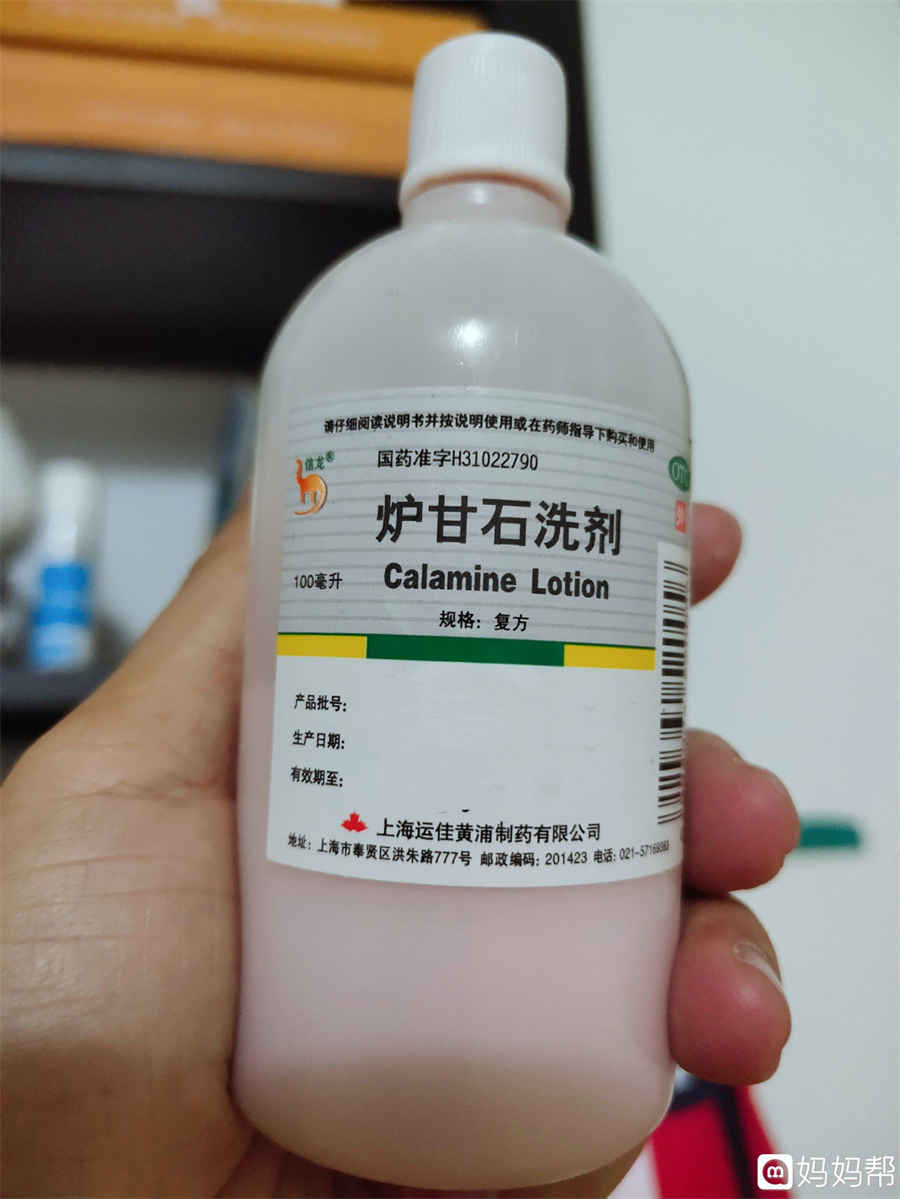 请仔细阅读说明书并按说明使用或在药师指导下购买和使用
国药准字H31022790
信龙®
OTC
外
炉甘石洗剂
100毫升
Calamine Lotion
规格：复方
产品批号：
生产日期：
有效期至：
上海运佳黄浦制药有限公司
地址：上海市奉贤区洪朱路777号 邮政编码：201423 电话：021-57169363
m 妈妈帮